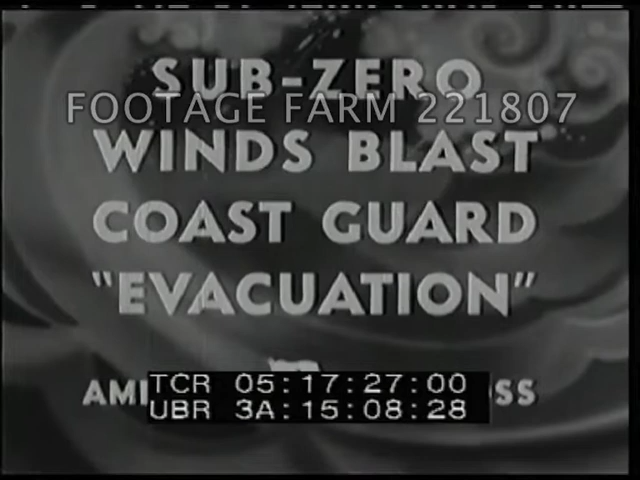 SUB-ZERO
FOOTAGE FARM 221807
WINDS BLAST
COAST GUARD
"EVACUATION"
TCR 05:17:27:00
UBR 3A:15:08:28